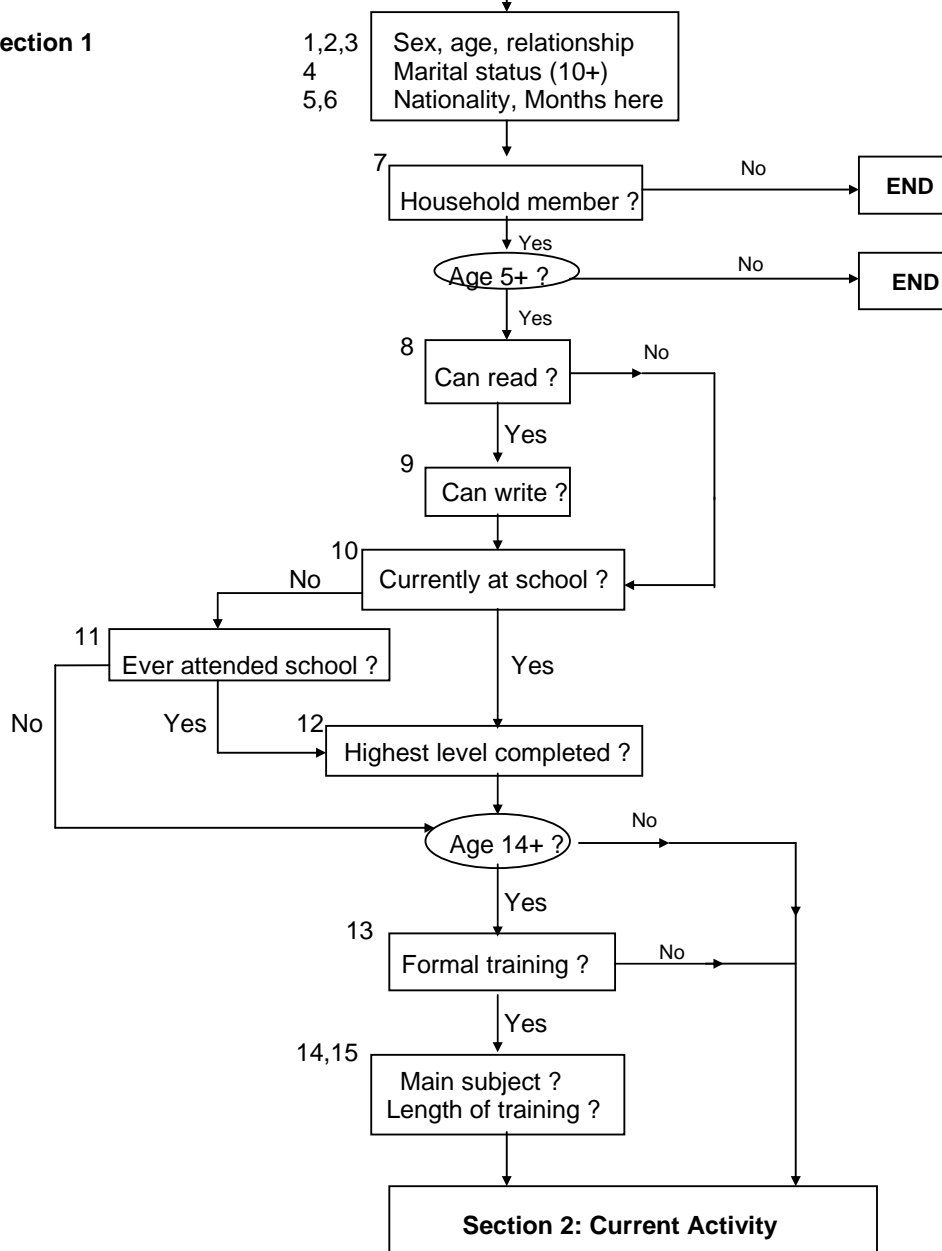 ection 1
1,2,3 Sex, age, relationship
4 Marital status (10+)
5,6 Nationality, Months here
7
Household member ?
No
END
Yes
Age 5+ ?
No
END
Yes
8
Can read ?
No
Yes
9
Can write ?
10
Currently at school ?
No
11
Ever attended school ?
Yes
No
Yes
12
Highest level completed ?
Age 14+ ?
No
Yes
13
Formal training ?
No
Yes
14,15
Main subject ?
Length of training ?
Section 2: Current Activity